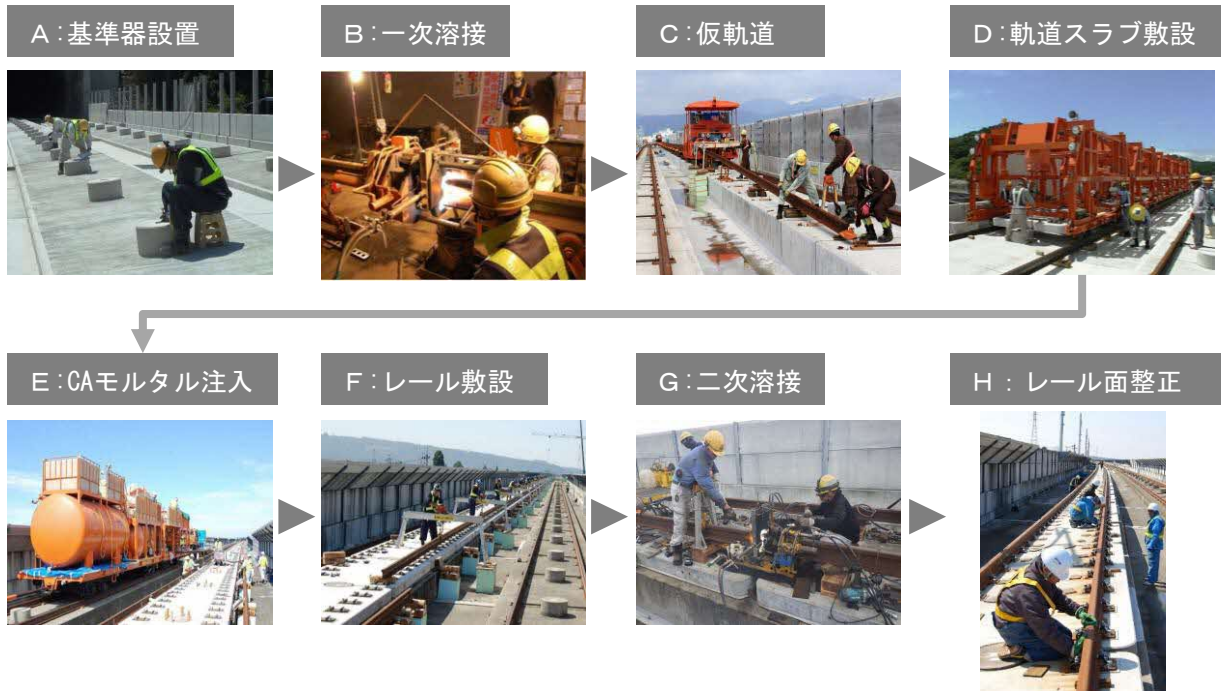 A:基準器設置
B:一次溶接
C:仮軌道
D:軌道スラブ敷設
E:CAモルタル注入
F:レール敷設
G:二次溶接
H:レール面整正